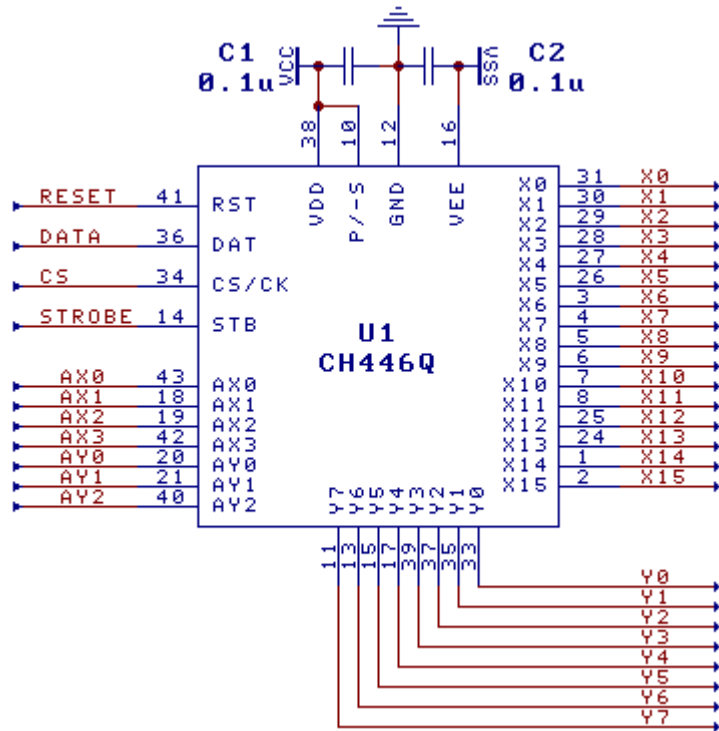 C1
0.1u
VCC
VSS
C2
0.1u
38
10
12
16
VDD
P/-S
GND
VEE
RESET 41 RST
DATA 36 DAT
CS 34 CS/CK
STROBE 14 STB
AX0 43 AX0
AX1 18 AX1
AX2 19 AX2
AX3 42 AX3
AY0 20 AY0
AY1 21 AY1
AY2 40 AY2
U1
CH446Q
X0 31 X0
X1 30 X1
X2 29 X2
X3 28 X3
X4 27 X4
X5 26 X5
X6 3 X6
X7 4 X7
X8 5 X8
X9 6 X9
X10 7 X10
X11 8 X11
X12 25 X12
X13 24 X13
X14 1 X14
X15 2 X15
Y7 Y6 Y5 Y4 Y3 Y2 Y1 Y0
11 13 15 17 39 37 35 33
Y0
Y1
Y2
Y3
Y4
Y5
Y6
Y7